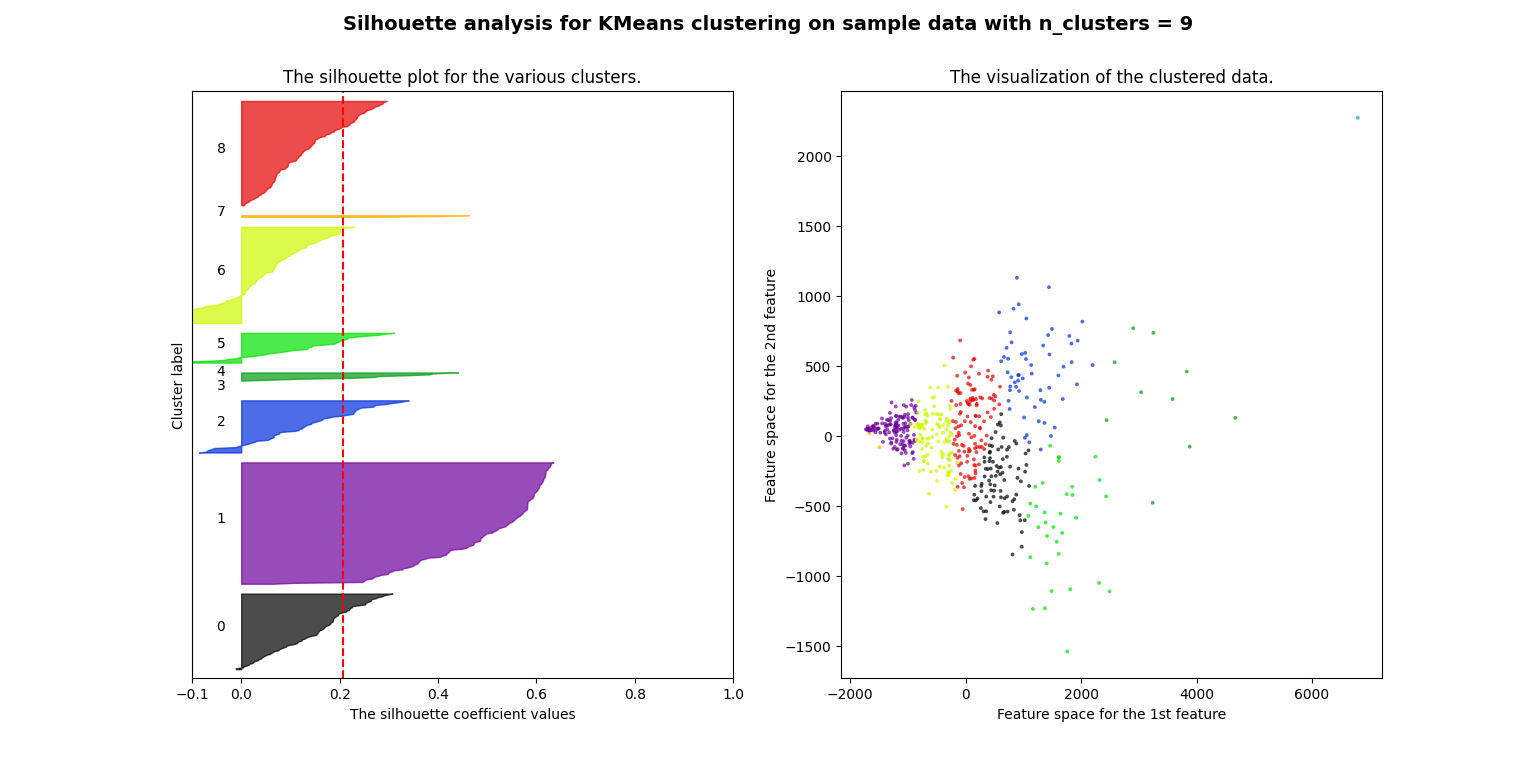 Silhouette analysis for KMeans clustering on sample data with n_clusters = 9
The silhouette plot for the various clusters.
8
7
6
5
4
3
2
1
0
Cluster label
−0.1 0.0 0.2 0.4 0.6 0.8 1.0
The silhouette coefficient values
The visualization of the clustered data.
2000
1500
1000
500
0
−500
−1000
−1500
Feature space for the 2nd feature
−2000 0 2000 4000 6000
Feature space for the 1st feature